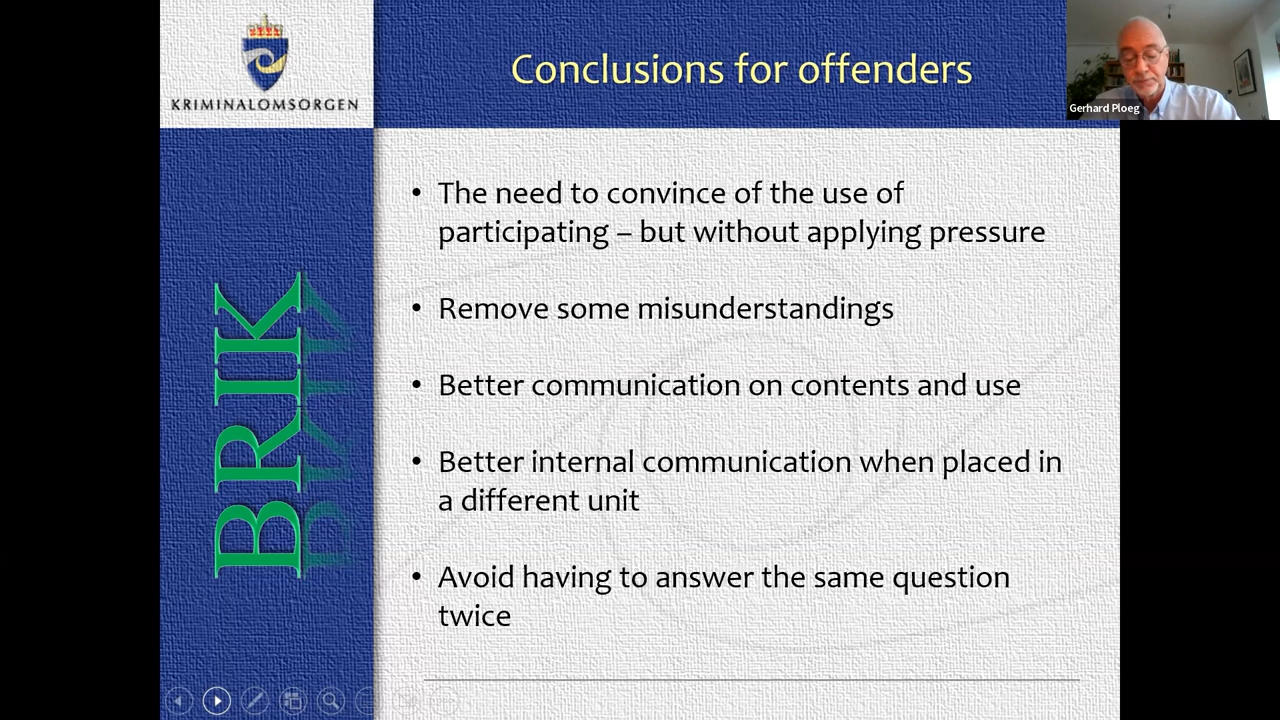 KRIMINALOMSORGEN
Conclusions for offenders
Gerhard Ploeg
BRIK
• The need to convince of the use of
participating – but without applying pressure
• Remove some misunderstandings
• Better communication on contents and use
• Better internal communication when placed in
a different unit
• Avoid having to answer the same question
twice